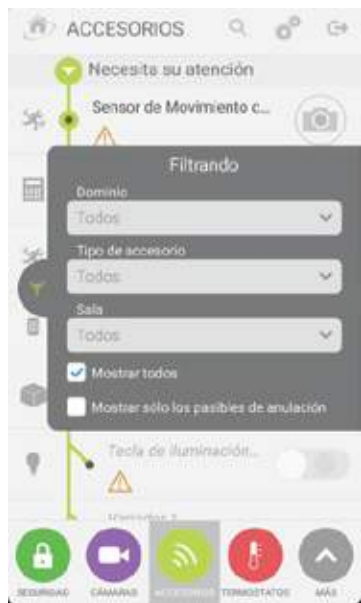 ACCESORIOS
Necesita su atención
Sensor de Movimiento c...
Filtrando
Dominio
Todos
Tipo de accesorio
Todos
Sala
Todos
Mostrar todos
Mostrar sólo los pasibles de anulación
Tecla de iluminación...
SEGURIDAD
CÁMARAS
ACCESORIOS
TERMOSTATOS
MÁS